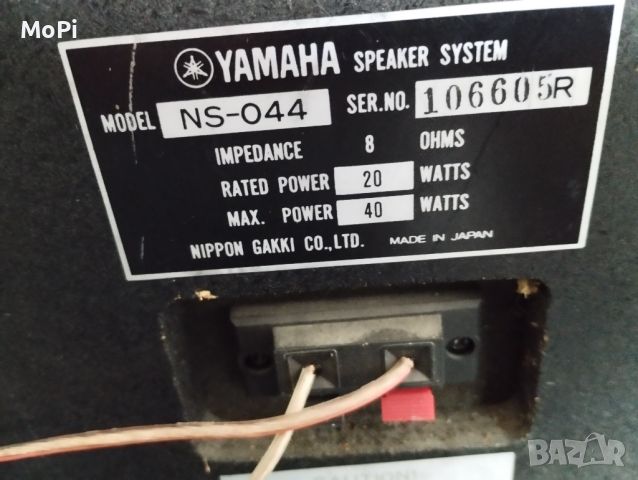 MoPi
YAMAHA SPEAKER SYSTEM
MODEL NS-044 SER.NO. 106605R
IMPEDANCE 8 OHMS
RATED POWER 20 WATTS
MAX. POWER 40 WATTS
NIPPON GAKKI CO.,LTD. MADE IN JAPAN
BAZAR